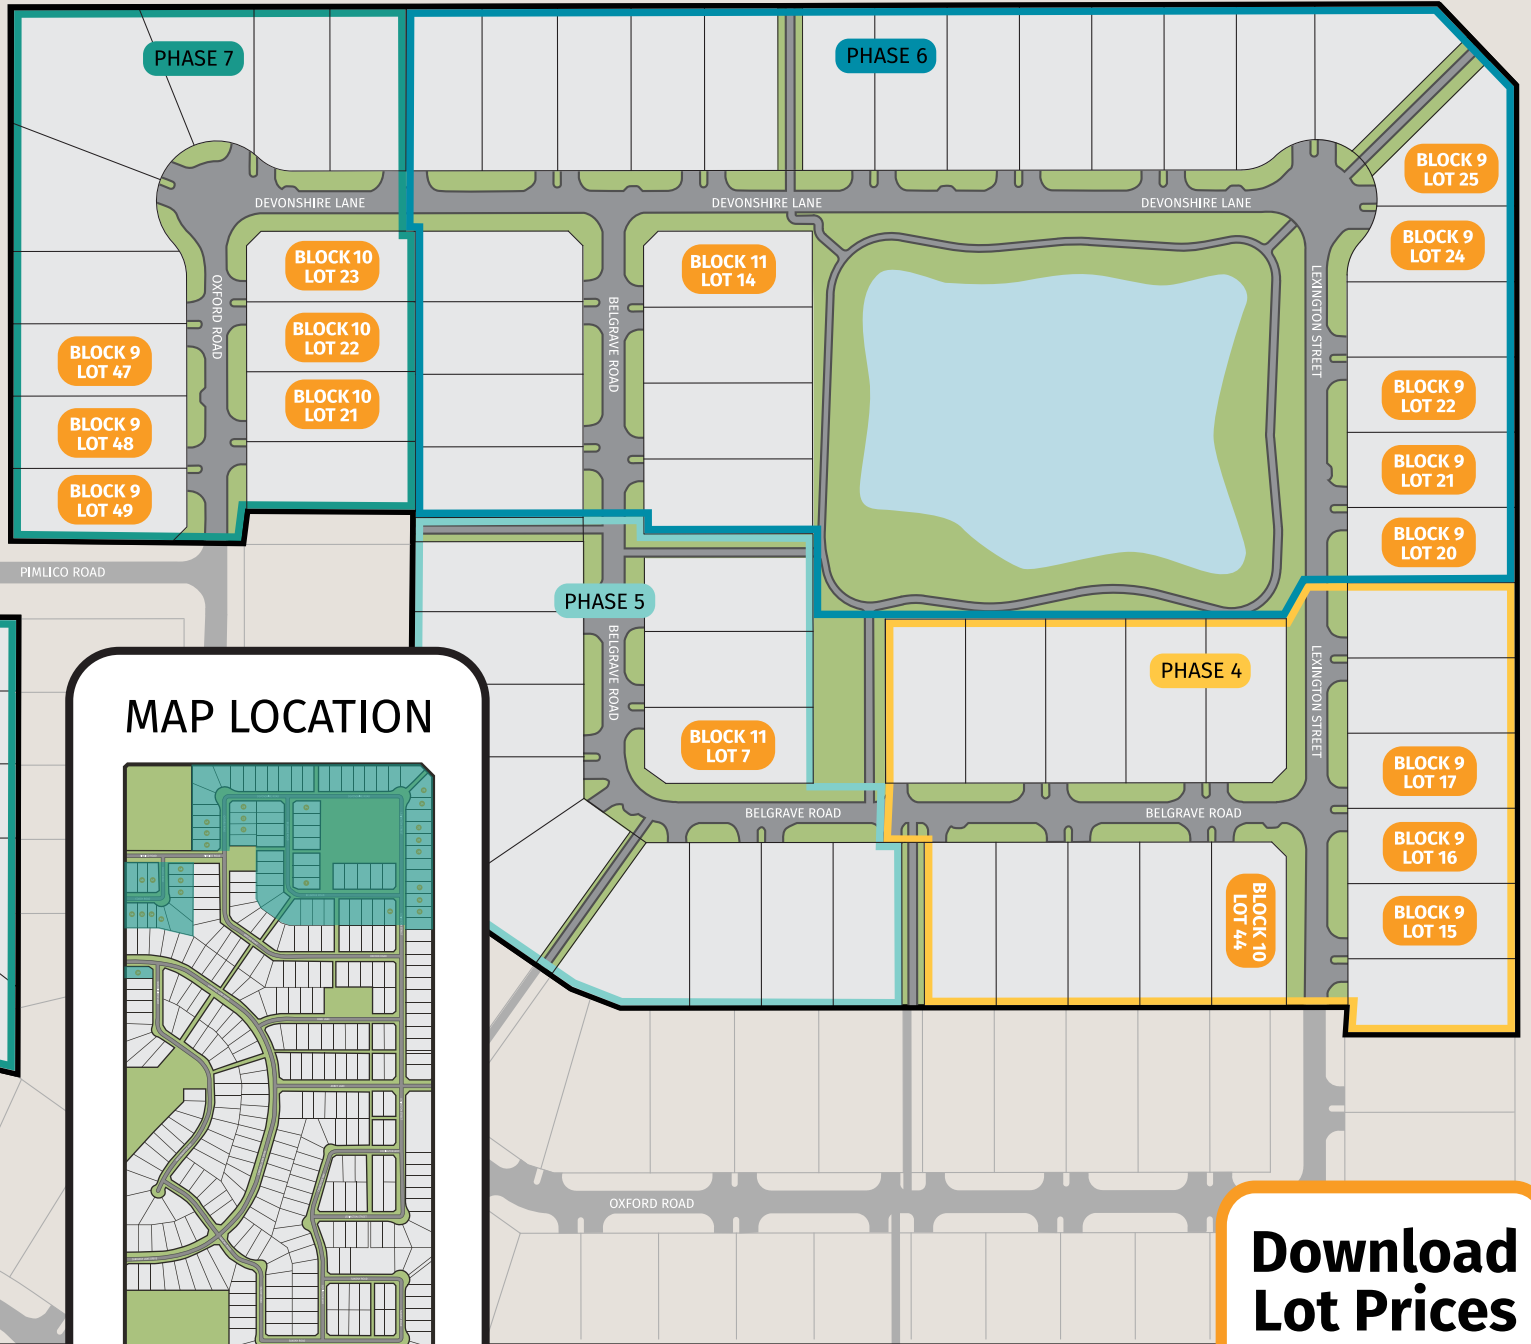 PHASE 7
PHASE 6
BLOCK 9
LOT 25
DEVONSHIRE LANE
DEVONSHIRE LANE
DEVONSHIRE LANE
BLOCK 10
LOT 23
BLOCK 11
LOT 14
BLOCK 9
LOT 24
OXFORD ROAD
BELGRAVE ROAD
LEXINGTON STREET
BLOCK 10
LOT 22
BLOCK 9
LOT 47
BLOCK 10
LOT 21
BLOCK 9
LOT 22
BLOCK 9
LOT 48
BLOCK 9
LOT 21
BLOCK 9
LOT 49
BLOCK 9
LOT 20
PIMLICO ROAD
PHASE 5
BELGRAVE ROAD
PHASE 4
LEXINGTON STREET
MAP LOCATION
BLOCK 11
LOT 7
BLOCK 9
LOT 17
BELGRAVE ROAD
BELGRAVE ROAD
BLOCK 9
LOT 16
BLOCK 10
LOT 44
BLOCK 9
LOT 15
OXFORD ROAD
Download
Lot Prices